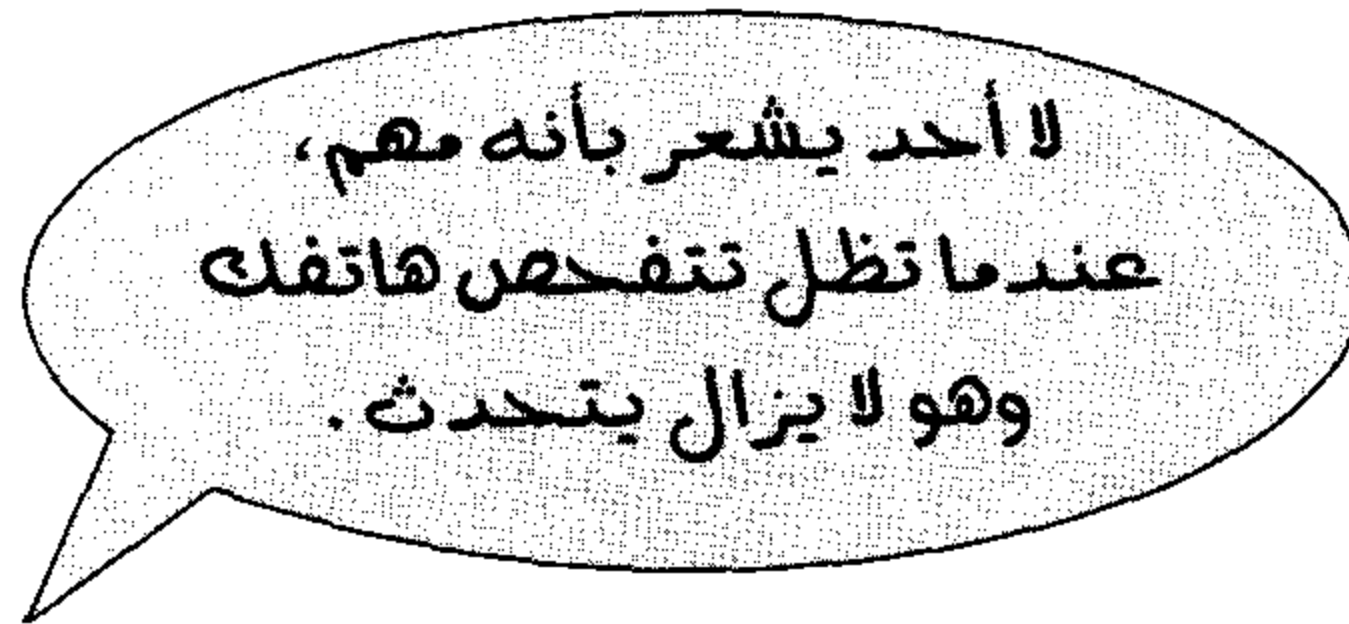 لا أحد يشعر بأنه مهم،
عندما تظل تتفحص هاتفك
وهو لا يزال يتحدث.